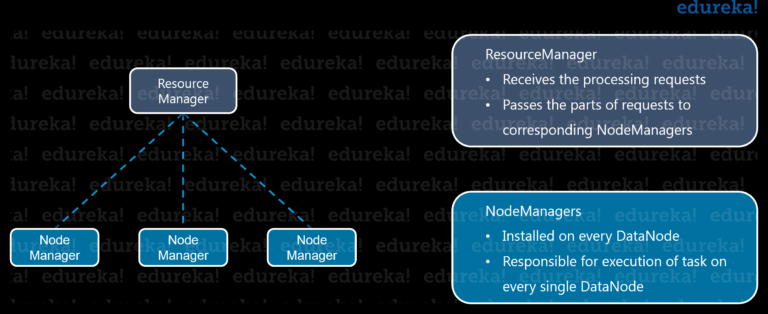 edureka!
Resource
Manager
Node
Manager
Node
Manager
Node
Manager
ResourceManager
• Receives the processing requests
• Passes the parts of requests to
corresponding NodeManagers
NodeManagers
• Installed on every DataNode
• Responsible for execution of task on
every single DataNode